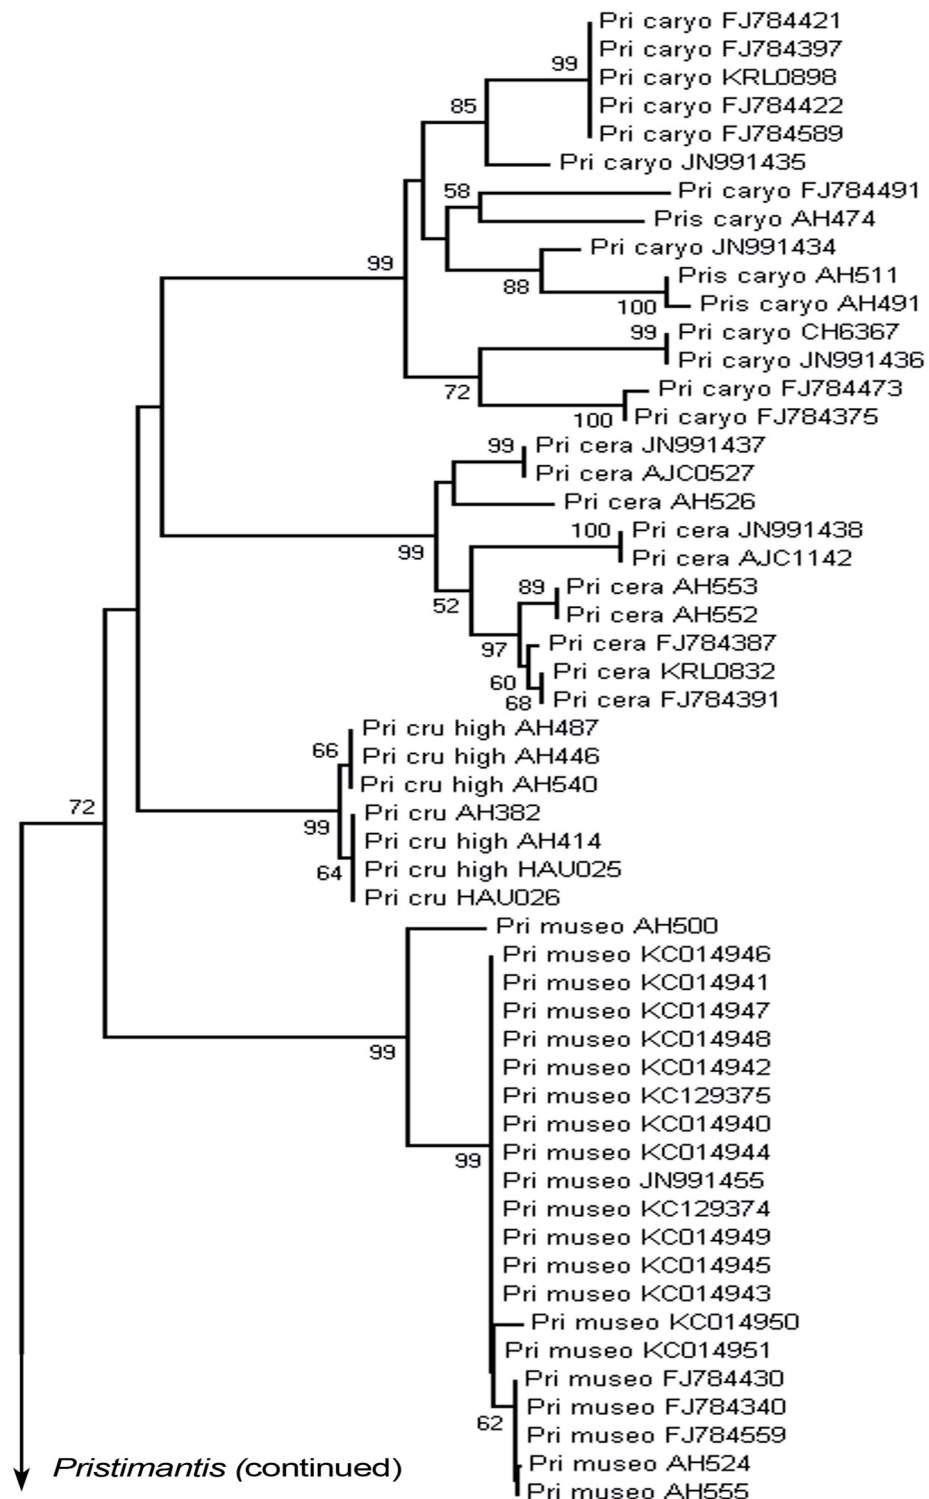 Pri caryo FJ784421
Pri caryo FJ784397
99
Pri caryo KRL0898
85
Pri caryo FJ784422
Pri caryo FJ784589
Pri caryo JN991435
58
Pri caryo FJ784491
Pris caryo AH474
Pri caryo JN991434
99
Pris caryo AH511
88
Pris caryo AH491
100
Pri caryo CH6367
99
Pri caryo JN991436
Pri caryo FJ784473
72
Pri caryo FJ784375
100
Pri cera JN991437
99
Pri cera AJC0527
Pri cera AH526
Pri cera JN991438
100
99
Pri cera AJC1142
Pri cera AH553
89
52
Pri cera AH552
Pri cera FJ784387
97
Pri cera KRL0832
60
Pri cera FJ784391
68
Pri cru high AH487
66
Pri cru high AH446
Pri cru high AH540
72
Pri cru AH382
99
Pri cru high AH414
Pri cru high HAU025
64
Pri cru HAU026
Pri museo AH500
Pri museo KC014946
Pri museo KC014941
Pri museo KC014947
Pri museo KC014948
99
Pri museo KC014942
Pri museo KC129375
Pri museo KC014940
Pri museo KC014944
99
Pri museo JN991455
Pri museo KC129374
Pri museo KC014949
Pri museo KC014945
Pri museo KC014943
Pri museo KC014950
Pri museo KC014951
Pri museo FJ784430
Pri museo FJ784340
62
Pri museo FJ784559
Pri museo AH524
Pristimantis (continued)
Pri museo AH555